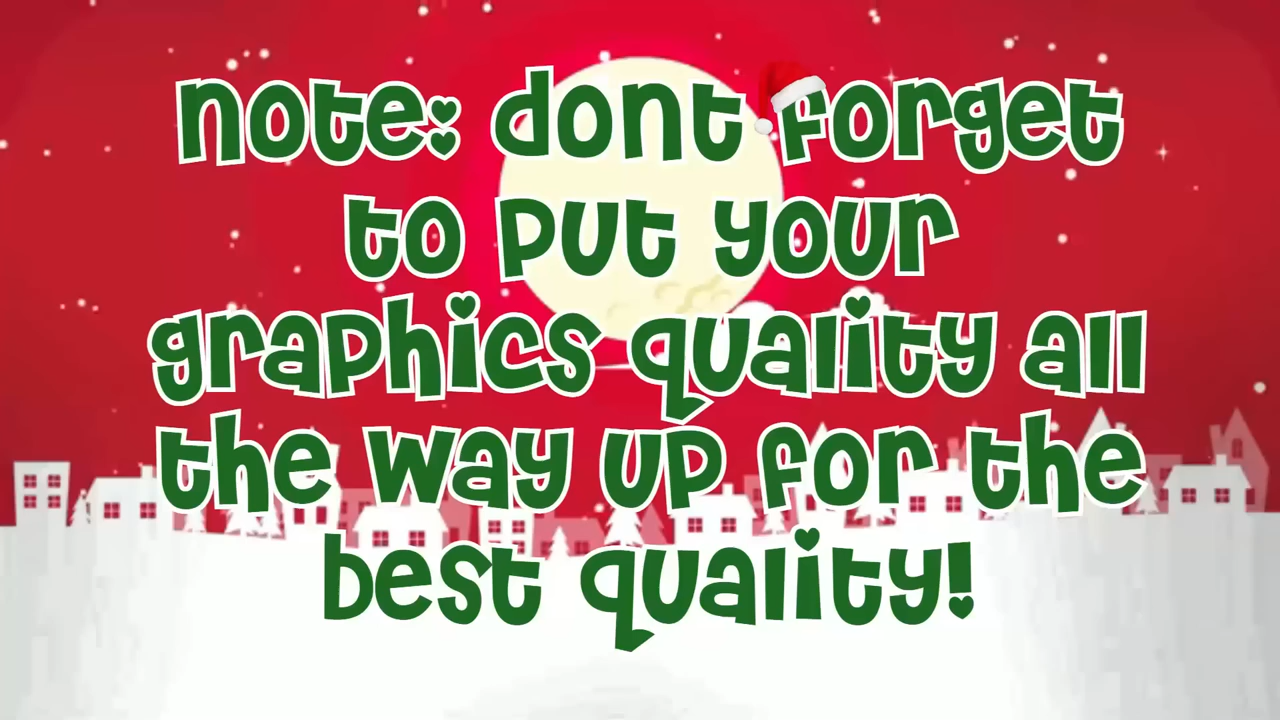 note: dont forget
to put your
graphics quality all
the way up for the
best quality!